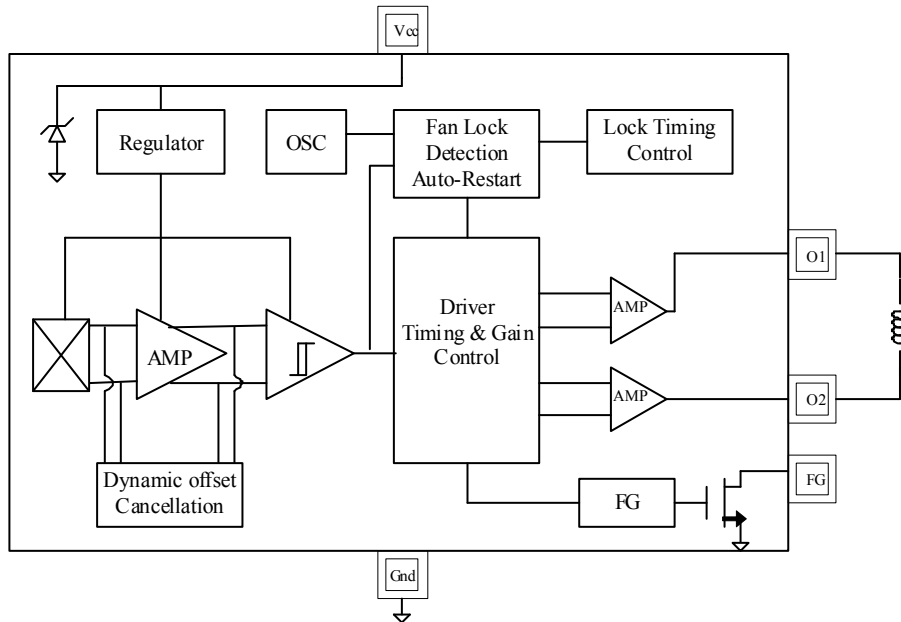 Vcc
Regulator
OSC
Fan Lock
Detection
Auto-Restart
Lock Timing
Control
O1
AMP
Driver
Timing & Gain
Control
AMP
AMP
O2
Dynamic offset
Cancellation
FG
FG
Gnd